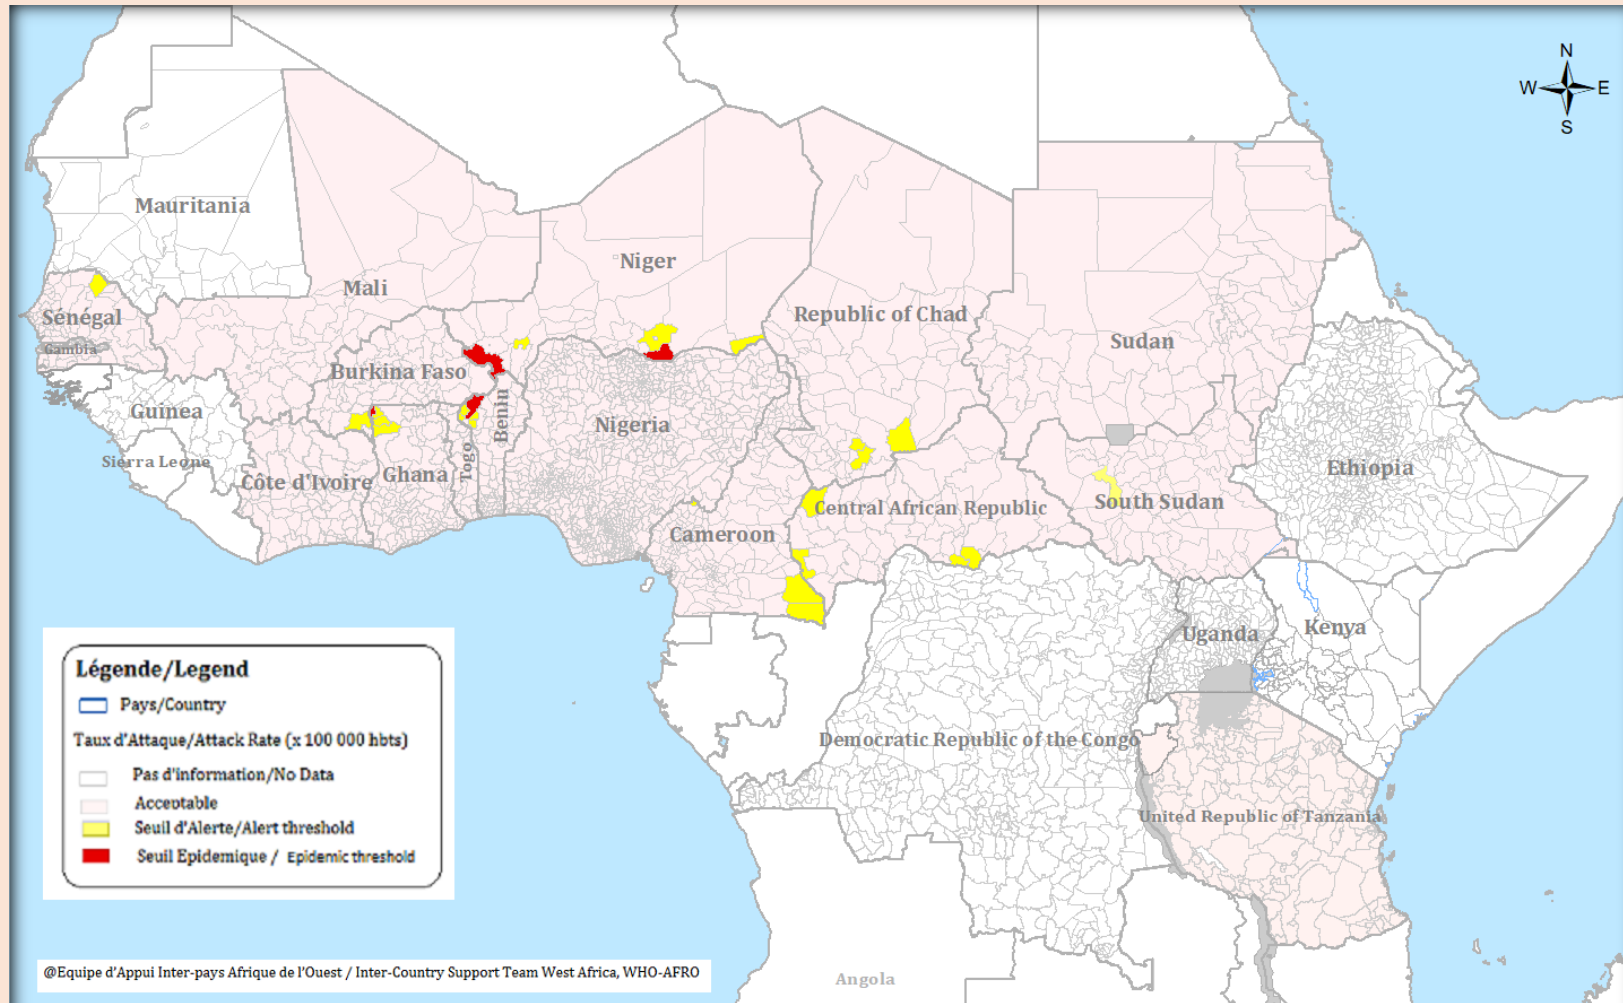 N
W E
S
Mauritania
Mali
Niger
Republic of Chad
Sudan
Sénégal
Gambia
Burkina Faso
Guinea
Sierra Leone
Côte d'Ivoire
Ghana
Togo
Benin
Nigeria
Cameroon
Central African Republic
South Sudan
Ethiopia
Uganda
Kenya
Democratic Republic of the Congo
United Republic of Tanzania
Angola
Légende/Legend
Pays/Country
Taux d'Attaque/Attack Rate (x 100 000 hbts)
Pas d'information/No Data
Acceptable
Seuil d'Alerte/Alert threshold
Seuil Epidemique / Epidemic threshold
@Equipe d'Appui Inter-pays Afrique de l'Ouest / Inter-Country Support Team West Africa, WHO-AFRO